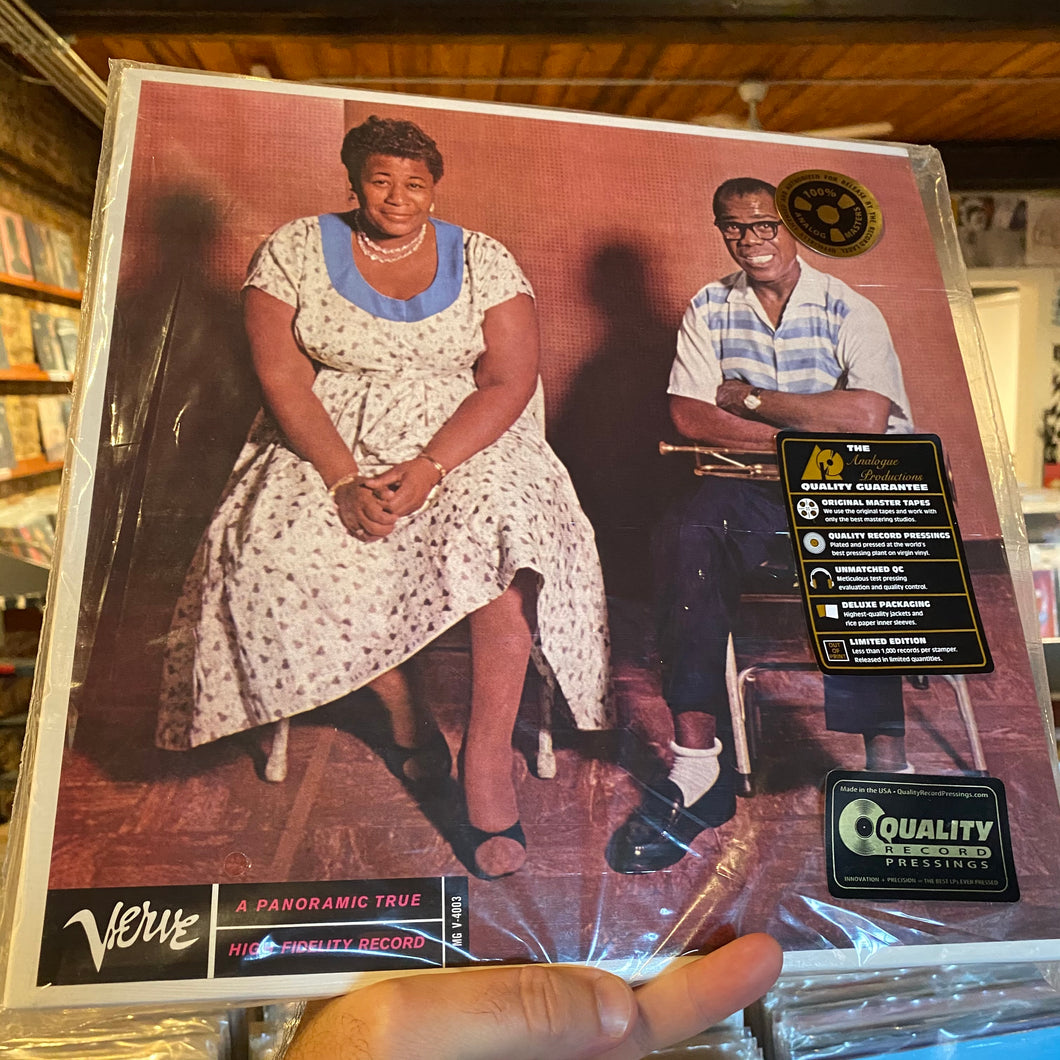 100%
ANALOG
MASTERS
THE
AP Analogue
Productions
QUALITY GUARANTEE
ORIGINAL MASTER TAPES
We use the original tapes and work with
only the best mastering studios.
QUALITY RECORD PRESSINGS
Plated and pressed at the world's
best pressing plant on virgin vinyl.
UNMATCHED QC
Meticulous test pressing
evaluation and quality control.
DELUXE PACKAGING
Highest-quality jackets and
rice paper inner sleeves.
OUT
OF
PRINT
LIMITED EDITION
Less than 1,000 records per stamper.
Released in limited quantities.
Made in the USA • QualityRecordPressings.com
QUALITY
RECORD
PRESSINGS
INNOVATION + PRECISION = THE BEST LPs EVER PRESSED
VERVE
A PANORAMIC TRUE
HIGH FIDELITY RECORD
MG V-4003